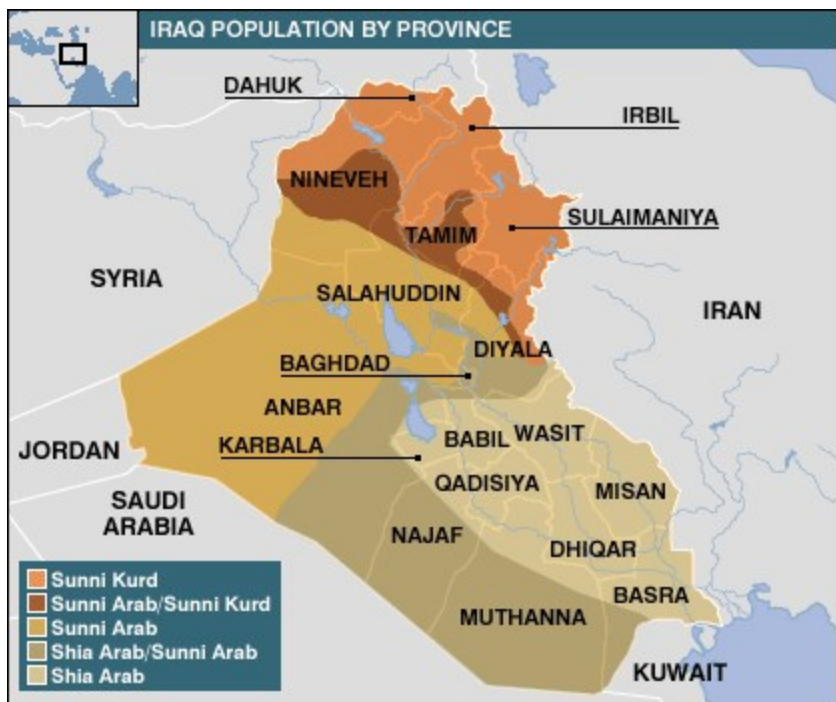 IRAQ POPULATION BY PROVINCE
DAHUK
IRBIL
NINEVEH
SULAIMANIYA
TAMIM
SYRIA
SALAHUDDIN
IRAN
DIYALA
BAGHDAD
ANBAR
WASIT
BABIL
JORDAN
KARBALA
QADISIYA
MISAN
SAUDI
ARABIA
NAJAF
DHIQAR
BASRA
MUTHANNA
KUWAIT
Sunni Kurd
Sunni Arab/Sunni Kurd
Sunni Arab
Shia Arab/Sunni Arab
Shia Arab